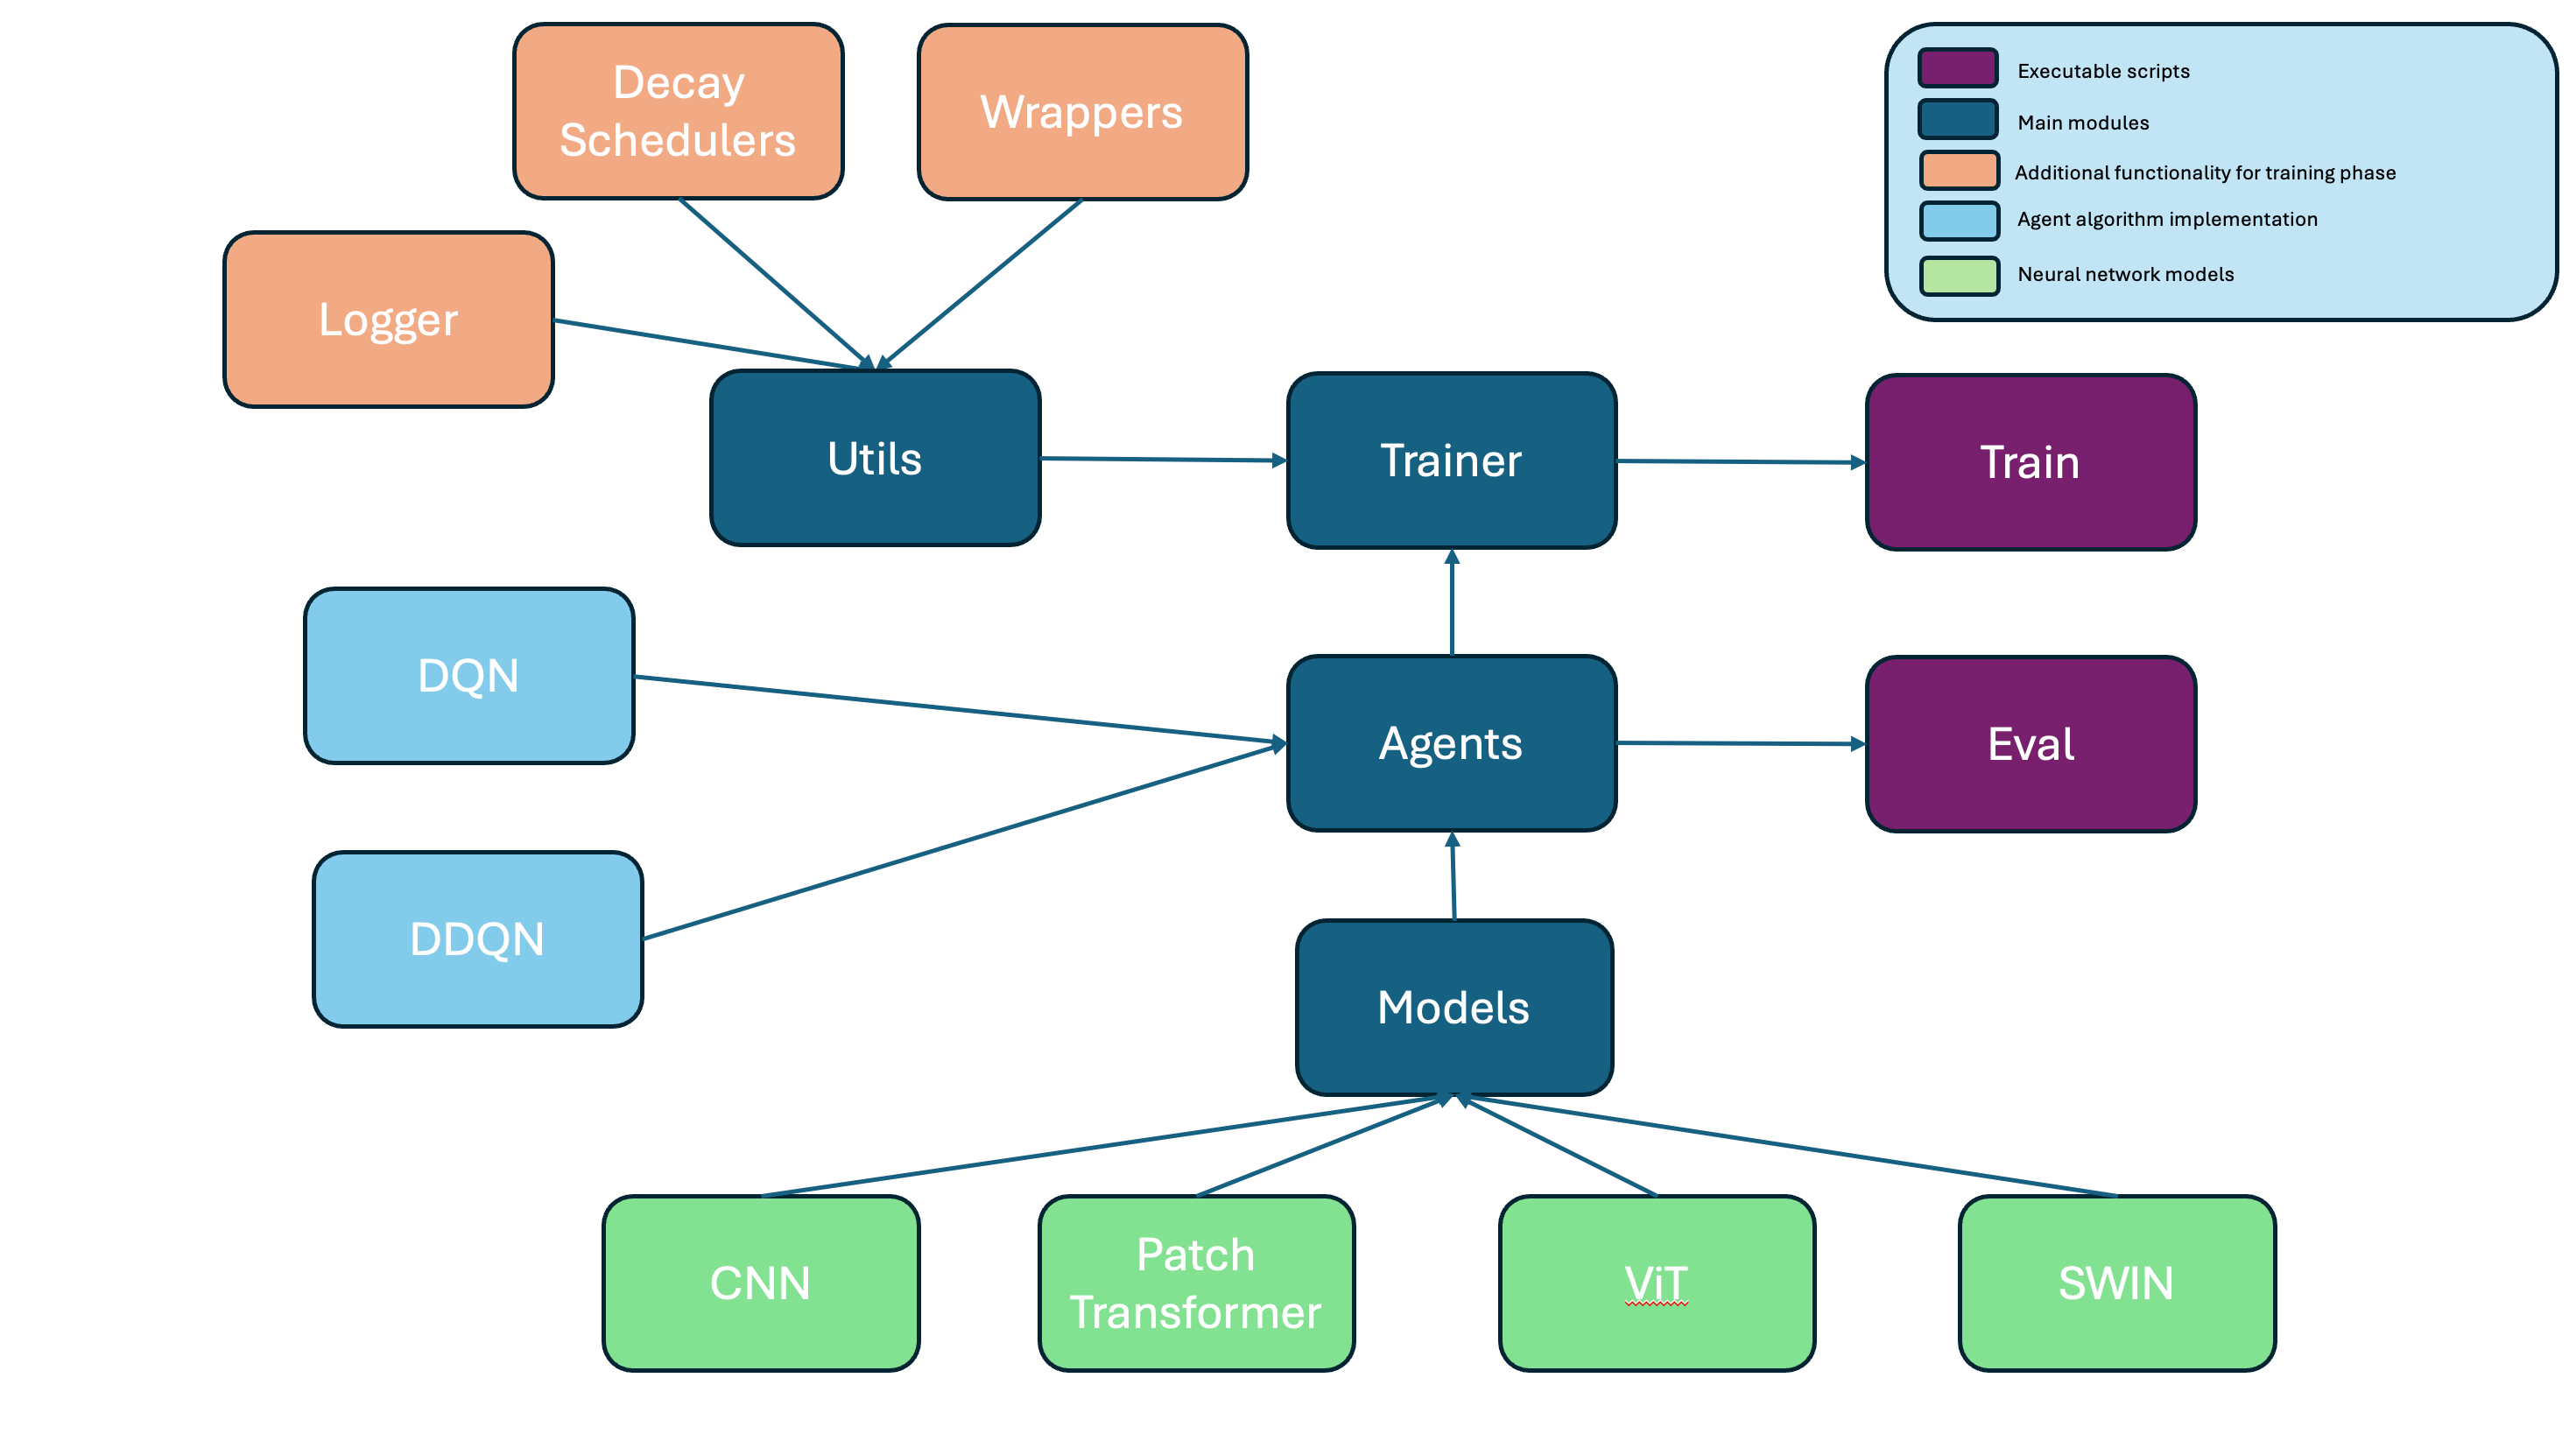 Decay
Schedulers
Wrappers
Executable scripts
Main modules
Additional functionality for training phase
Agent algorithm implementation
Neural network models
Logger
Utils
Trainer
Train
DQN
Agents
Eval
DDQN
Models
CNN
Patch
Transformer
ViT
SWIN